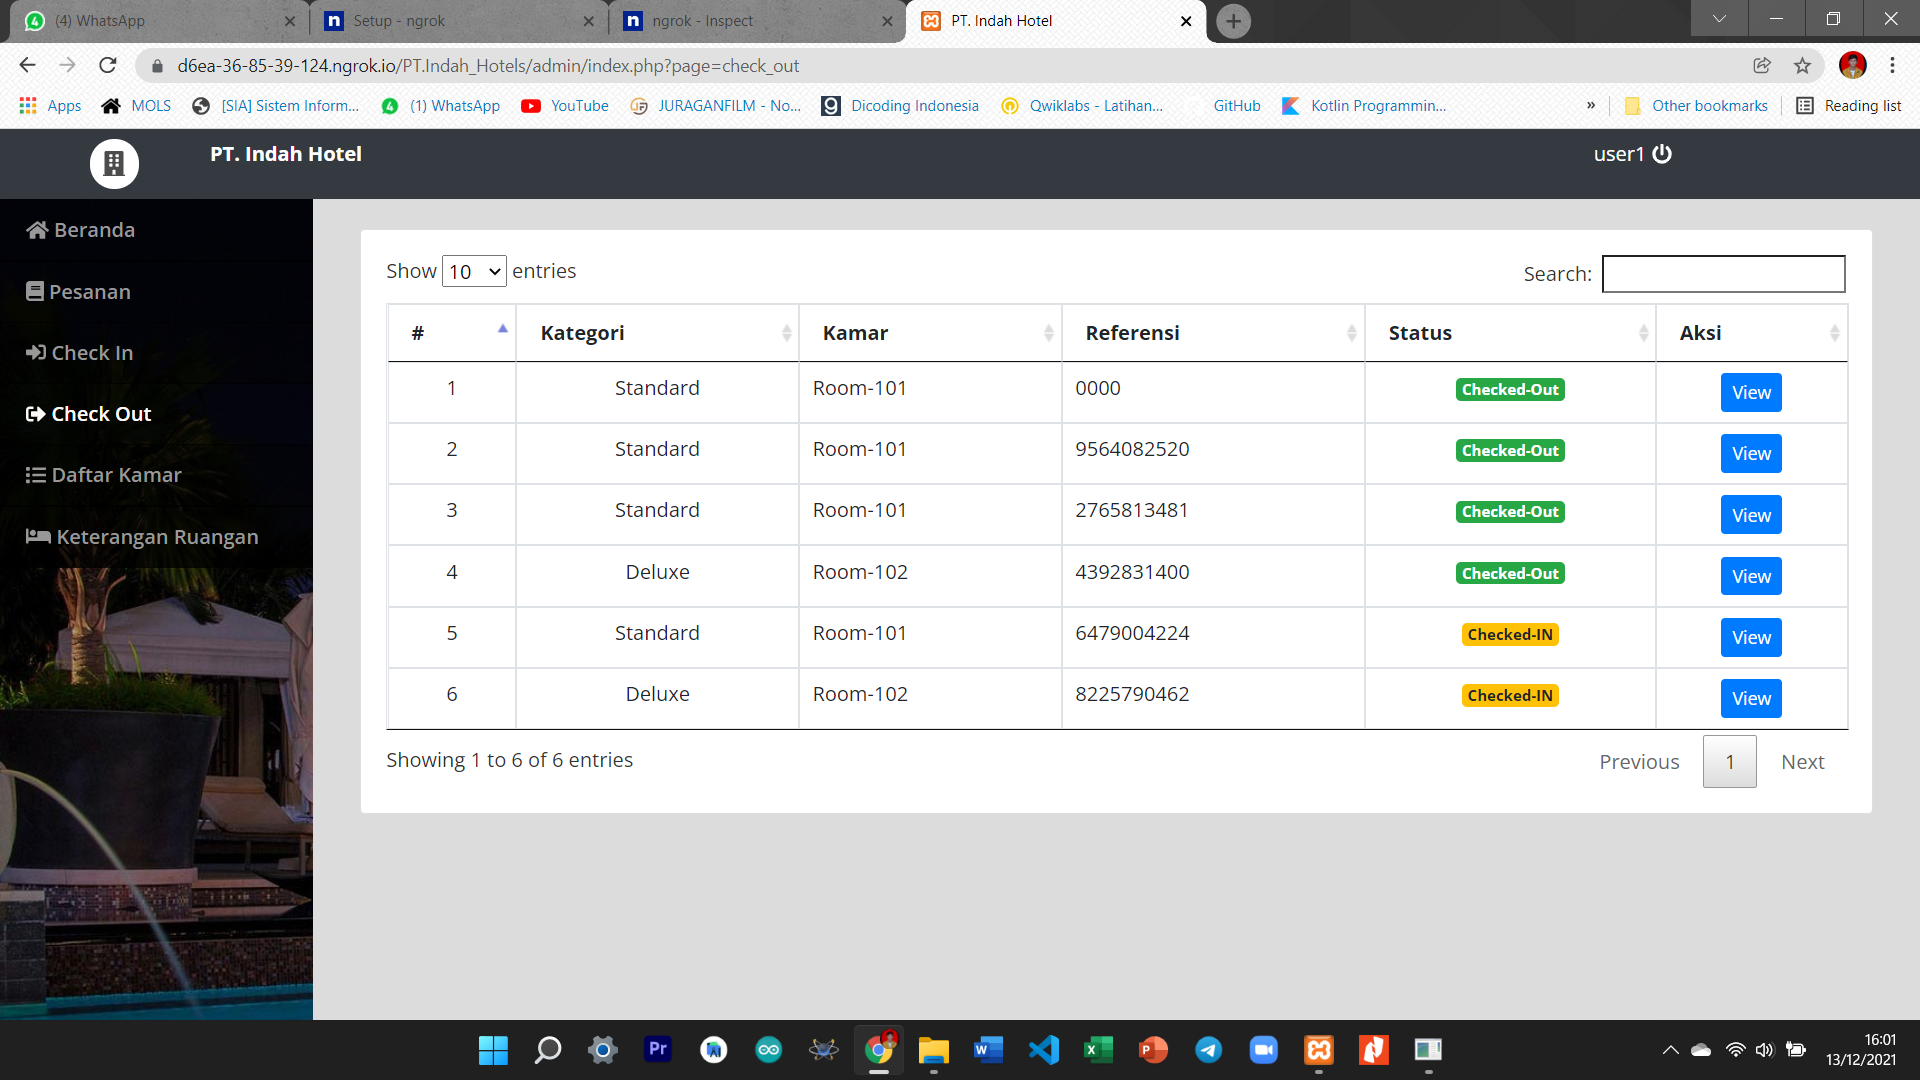 (4) WhatsApp
Setup - ngrok
ngrok - Inspect
PT. Indah Hotel
d6ea-36-85-39-124.ngrok.io/PT.Indah_Hotels/admin/index.php?page=check_out
Apps
MOLS
[SIA] Sistem Inform...
(1) WhatsApp
YouTube
JURAGANFILM - No...
Dicoding Indonesia
Qwiklabs - Latihan...
GitHub
Kotlin Programmin...
»
Other bookmarks
Reading list
PT. Indah Hotel
user1
Beranda
Pesanan
Check In
Check Out
Daftar Kamar
Keterangan Ruangan
Show 10 entries
Search:
# Kategori Kamar Referensi Status Aksi
1 Standard Room-101 0000 Checked-Out View
2 Standard Room-101 9564082520 Checked-Out View
3 Standard Room-101 2765813481 Checked-Out View
4 Deluxe Room-102 4392831400 Checked-Out View
5 Standard Room-101 6479004224 Checked-IN View
6 Deluxe Room-102 8225790462 Checked-IN View
Showing 1 to 6 of 6 entries
Previous 1 Next
16:01
13/12/2021